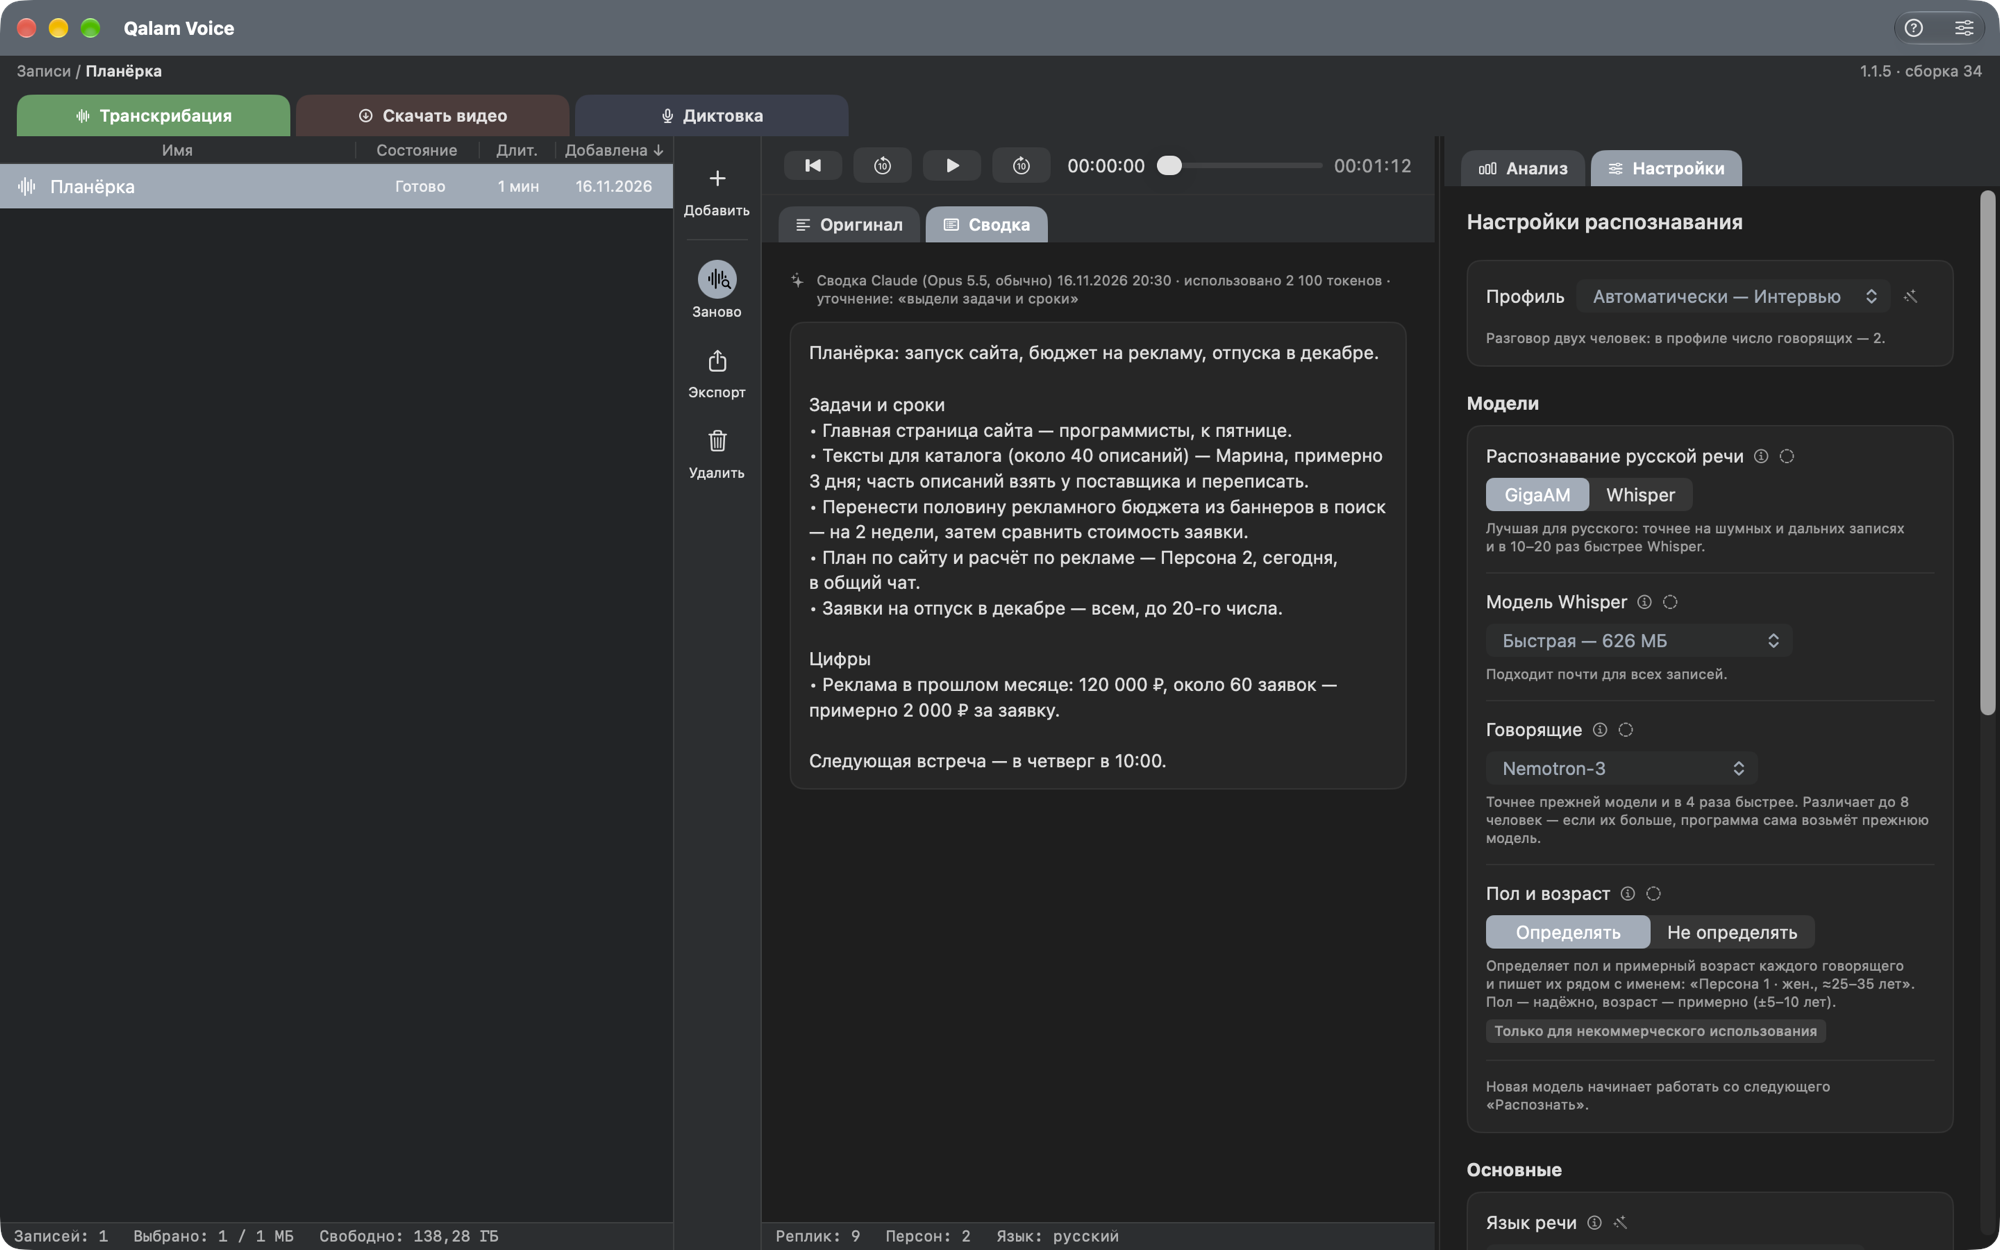 Qalam Voice
Записи / Планёрка
1.1.5 · сборка 34
Транскрибация
Скачать видео
Диктовка
Имя
Состояние
Длит.
Добавлена ↓
Планёрка
Готово
1 мин
16.11.2026
Добавить
Заново
Экспорт
Удалить
10
10
00:00:00
00:01:12
Оригинал
Сводка
Сводка Claude (Opus 5.5, обычно) 16.11.2026 20:30 · использовано 2 100 токенов ·
уточнение: «выдели задачи и сроки»
Планёрка: запуск сайта, бюджет на рекламу, отпуска в декабре.
Задачи и сроки
• Главная страница сайта — программисты, к пятнице.
• Тексты для каталога (около 40 описаний) — Марина, примерно
3 дня; часть описаний взять у поставщика и переписать.
• Перенести половину рекламного бюджета из баннеров в поиск
— на 2 недели, затем сравнить стоимость заявки.
• План по сайту и расчёт по рекламе — Персона 2, сегодня,
в общий чат.
• Заявки на отпуск в декабре — всем, до 20-го числа.
Цифры
• Реклама в прошлом месяце: 120 000 ₽, около 60 заявок —
примерно 2 000 ₽ за заявку.
Следующая встреча — в четверг в 10:00.
Анализ
Настройки
Настройки распознавания
Профиль
Автоматически — Интервью
Разговор двух человек: в профиле число говорящих — 2.
Модели
Распознавание русской речи
GigaAM
Whisper
Лучшая для русского: точнее на шумных и дальних записях
и в 10–20 раз быстрее Whisper.
Модель Whisper
Быстрая — 626 МБ
Подходит почти для всех записей.
Говорящие
Nemotron-3
Точнее прежней модели и в 4 раза быстрее. Различает до 8
человек — если их больше, программа сама возьмёт прежнюю
модель.
Пол и возраст
Определять
Не определять
Определяет пол и примерный возраст каждого говорящего
и пишет их рядом с именем: «Персона 1 · жен., ≈25–35 лет».
Пол — надёжно, возраст — примерно (±5–10 лет).
Только для некоммерческого использования
Новая модель начинает работать со следующего
«Распознать».
Основные
Язык речи
Записей: 1
Выбрано: 1 / 1 МБ
Свободно: 138,28 ГБ
Реплик: 9
Персон: 2
Язык: русский